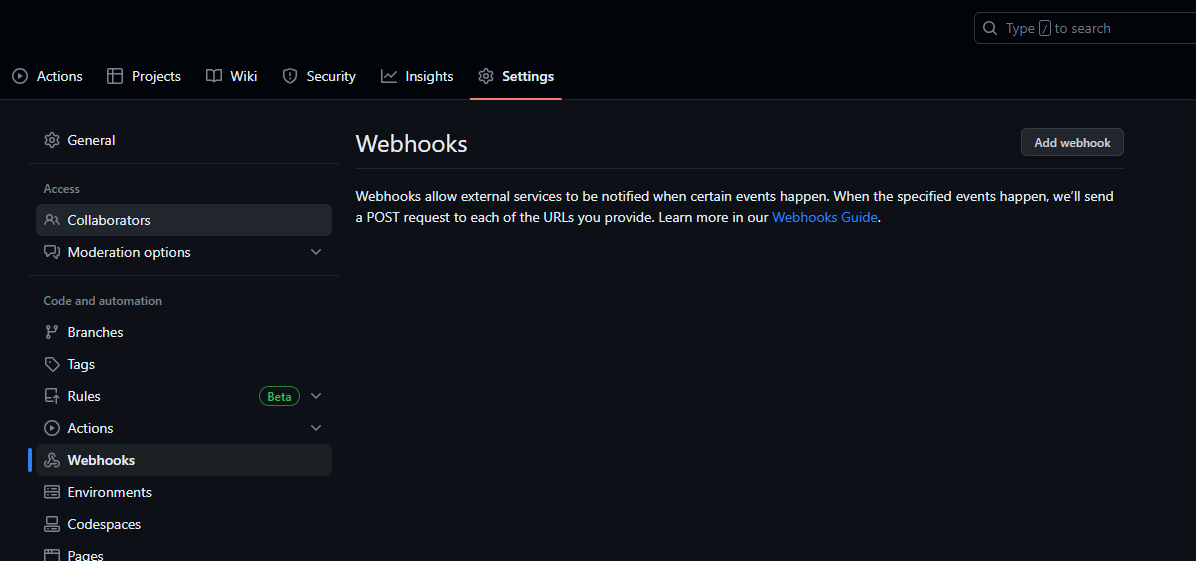 Type / to search
Actions
Projects
Wiki
Security
Insights
Settings
General
Access
Collaborators
Moderation options
Code and automation
Branches
Tags
Rules
Beta
Actions
Webhooks
Environments
Codespaces
Pages
Webhooks
Add webhook
Webhooks allow external services to be notified when certain events happen. When the specified events happen, we’ll send
a POST request to each of the URLs you provide. Learn more in our Webhooks Guide.